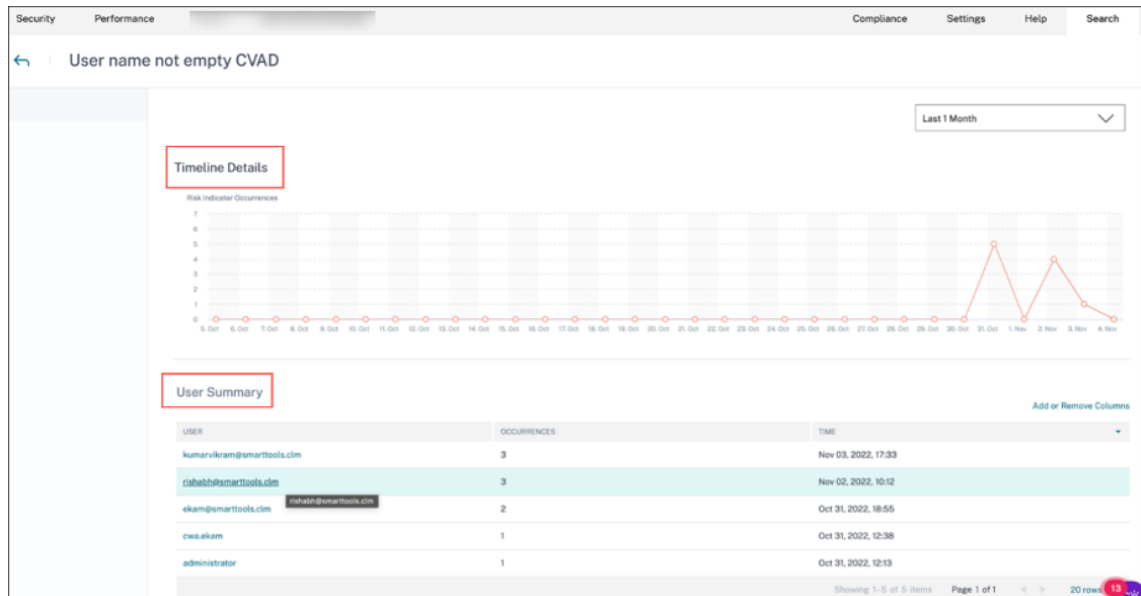 Security Performance Compliance Settings Help Search
User name not empty CVAD
Last 1 Month
Timeline Details
Risk Indicator Occurrences
7
6
5
4
3
2
1
0
5. Oct 6. Oct 7. Oct 8. Oct 9. Oct 10. Oct 11. Oct 12. Oct 13. Oct 14. Oct 15. Oct 16. Oct 17. Oct 18. Oct 19. Oct 20. Oct 21. Oct 22. Oct 23. Oct 24. Oct 25. Oct 26. Oct 27. Oct 28. Oct 29. Oct 30. Oct 31. Oct 1. Nov 2. Nov 3. Nov 4. Nov
User Summary
Add or Remove Columns
USER OCCURRENCES TIME
kumarvikram@smarttools.clm 3 Nov 03, 2022, 17:33
rishabh@smarttools.clm 3 Nov 02, 2022, 10:12
rishabh@smarttools.clm
ekam@smarttools.clm 2 Oct 31, 2022, 18:55
cwa.ekam 1 Oct 31, 2022, 12:38
administrator 1 Oct 31, 2022, 12:13
Showing 1-5 of 5 items Page 1 of 1 20 rows 13